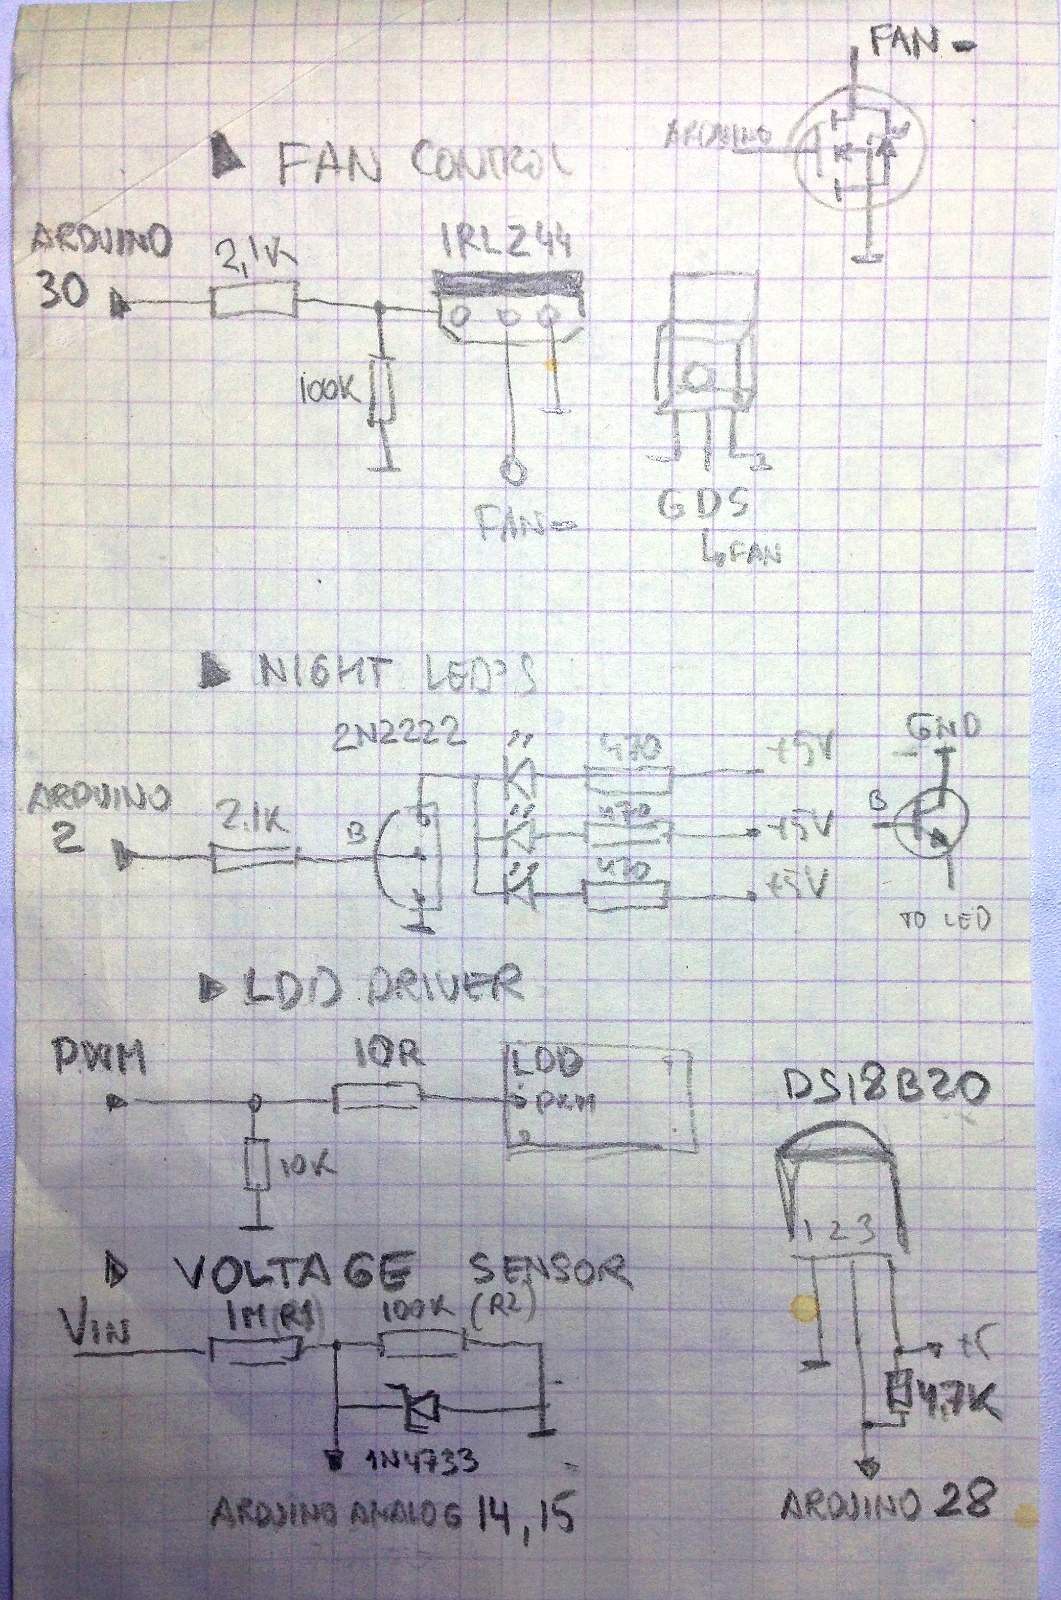 FAN -
ARDUINO
▶ FAN CONTROL
ARDUINO
30
2,1K
IRLZ44
100K
FAN -
G D S
↳ FAN
▶ NIGHT LED'S
2N2222
ARDUINO
2
2.1K
B
470
+5V
470
+5V
470
+5V
GND
B
TO LED
▶ LDD DRIVER
PWM
10R
LDD
PWM
10K
DS18B20
1 2 3
+5
4,7K
ARDUINO 28
▶ VOLTAGE SENSOR
VIN
1M (R1)
100K (R2)
1N4733
ARDUINO ANALOG 14, 15